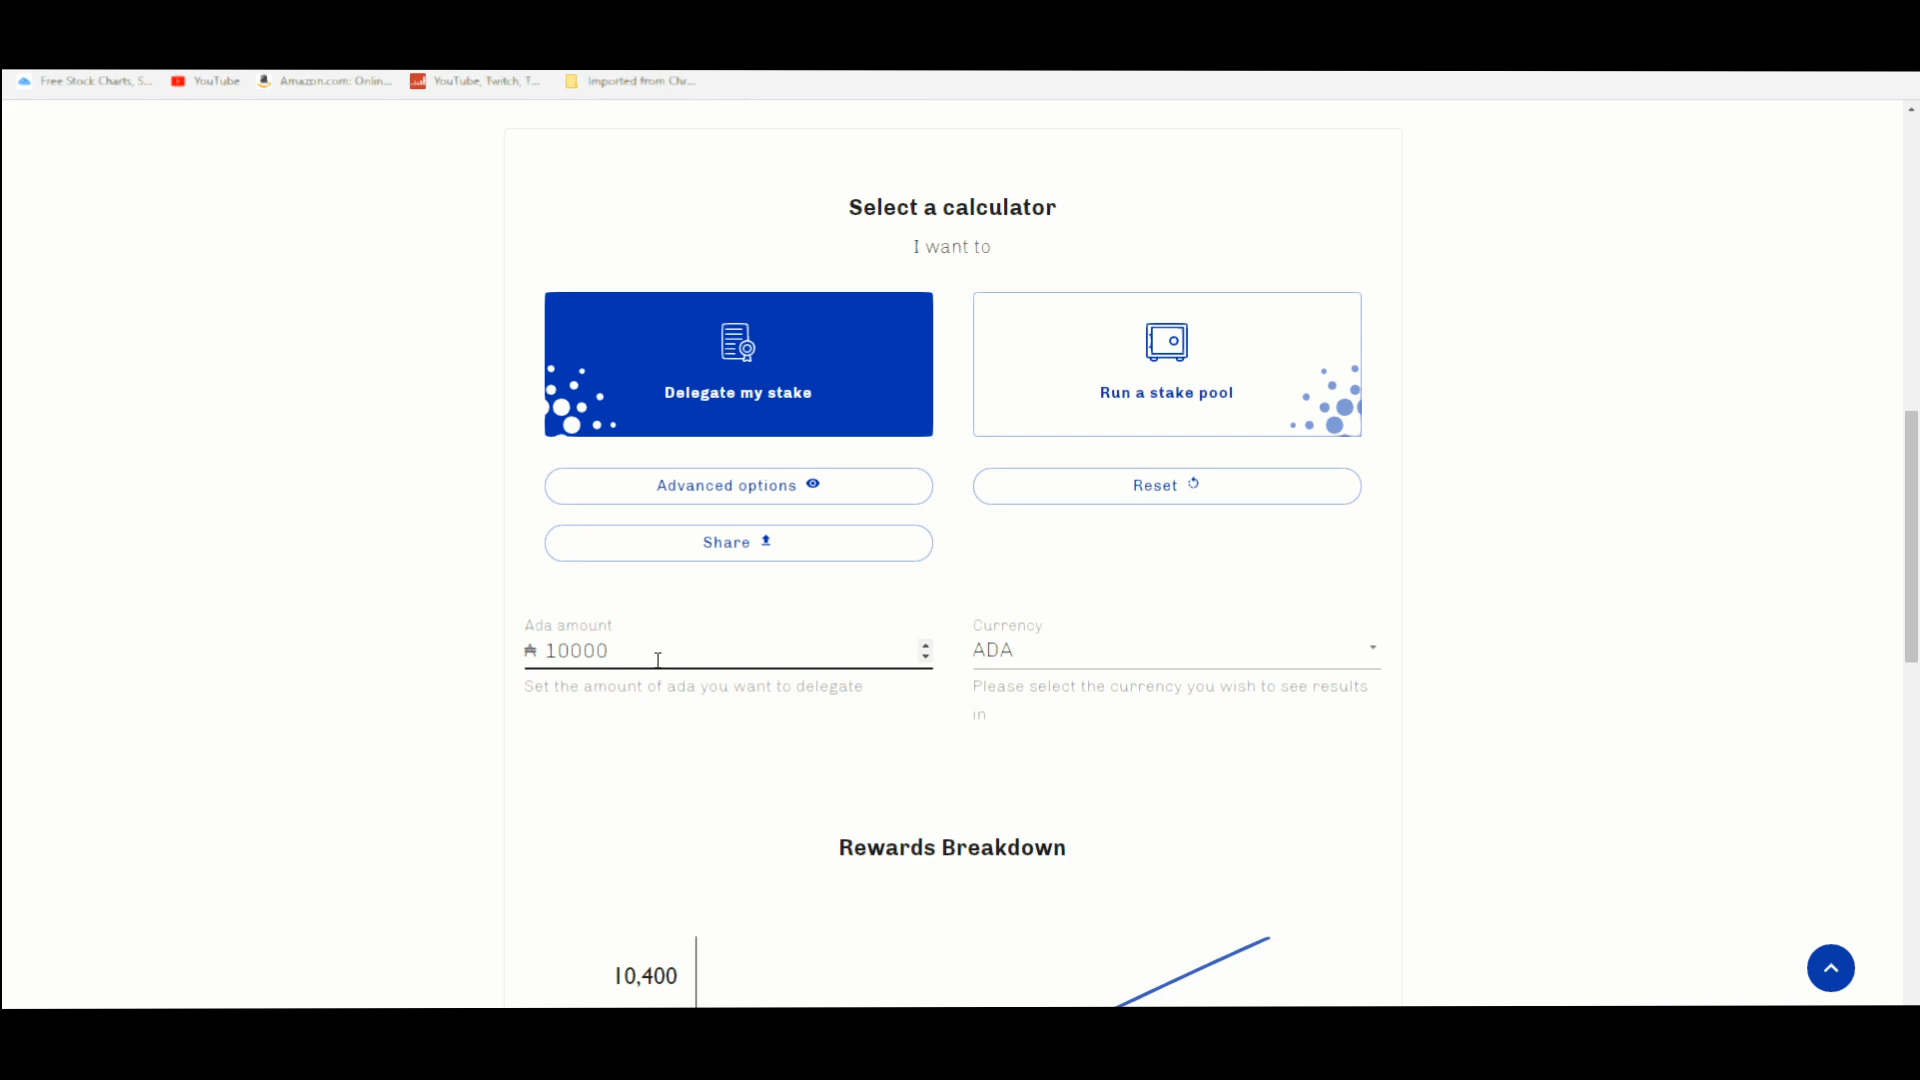 Free Stock Charts, S... YouTube Amazon.com: Onlin... YouTube, Twitch, T... Imported from Chr...
Select a calculator
I want to
Delegate my stake Run a stake pool
Advanced options Reset
Share
Ada amount Currency
₳ 10000 ADA
Set the amount of ada you want to delegate Please select the currency you wish to see results
in
Rewards Breakdown
10,400